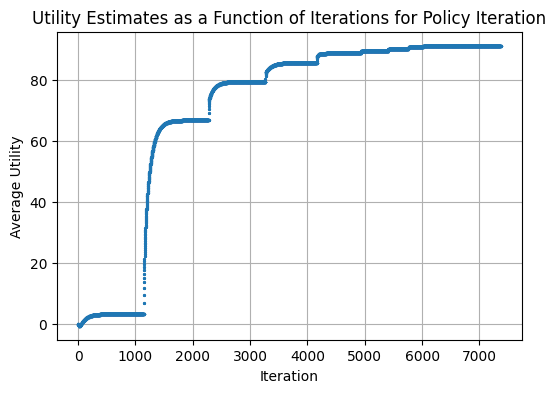 Utility Estimates as a Function of Iterations for Policy Iteration
Average Utility
80
60
40
20
0
0 1000 2000 3000 4000 5000 6000 7000
Iteration